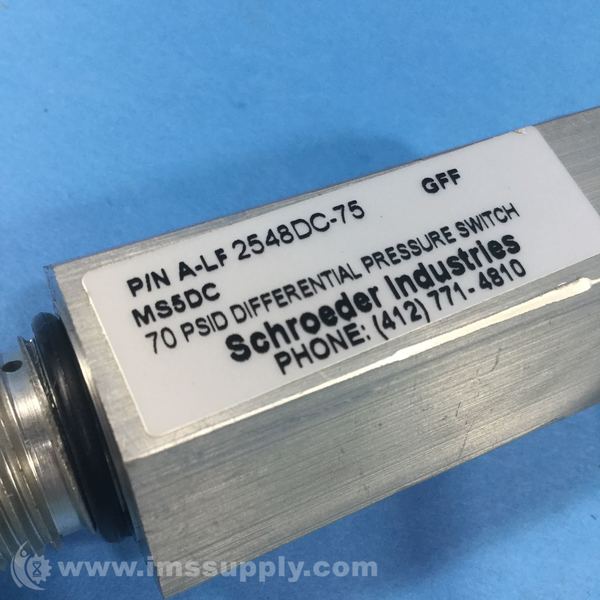 P/N A-LF 2548DC-75 GFF
MS5DC
70 PSID DIFFERENTIAL PRESSURE SWITCH
Schroeder Industries
PHONE: (412) 771-4810
www.imssupply.com